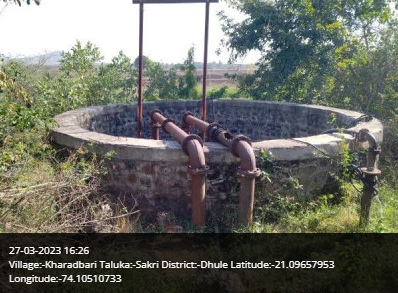 27-03-2023 16:26
Village:-Kharadbari Taluka:-Sakri District:-Dhule Latitude:-21.09657953
Longitude:-74.10510733